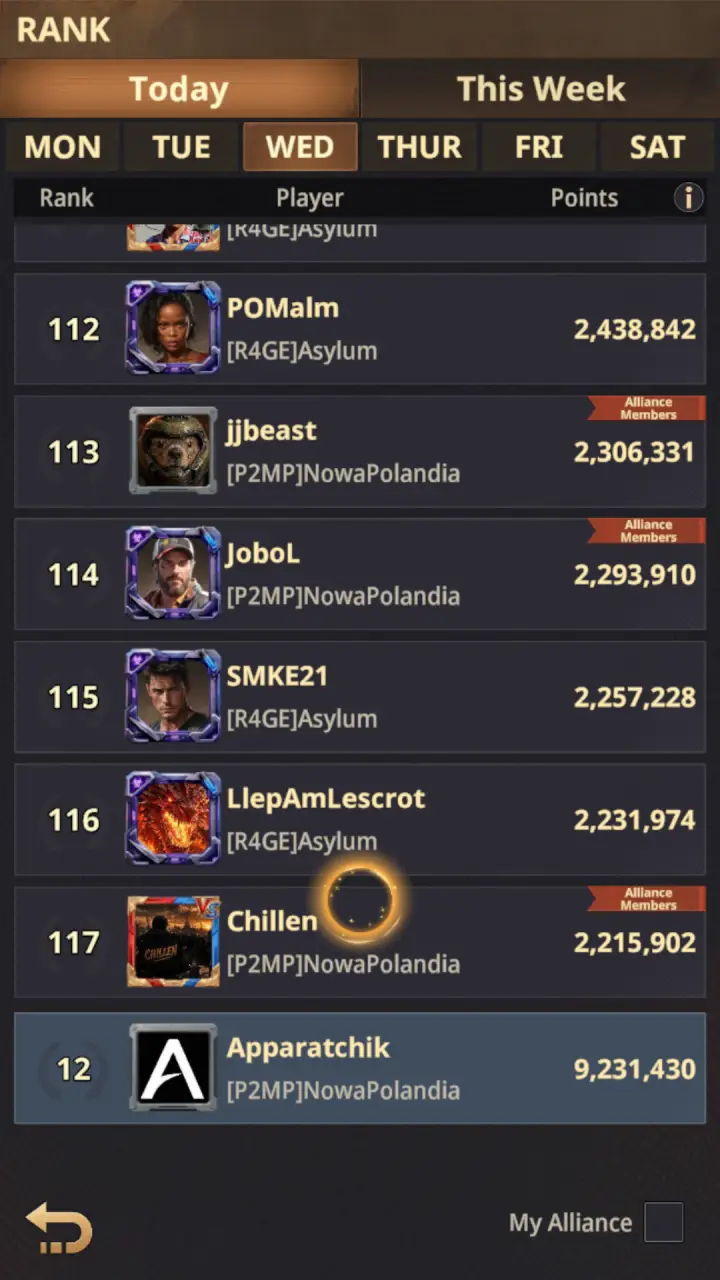 RANK
Today
This Week
MON
TUE
WED
THUR
FRI
SAT
Rank
Player
Points
[R4GE]Asylum
112
POMalm
[R4GE]Asylum
2,438,842
Alliance
Members
113
jjbeast
[P2MP]NowaPolandia
2,306,331
Alliance
Members
114
JoboL
[P2MP]NowaPolandia
2,293,910
115
SMKE21
[R4GE]Asylum
2,257,228
116
LlepAmLescrot
[R4GE]Asylum
2,231,974
Alliance
Members
117
VS
CHILLEN
Chillen
[P2MP]NowaPolandia
2,215,902
12
Apparatchik
[P2MP]NowaPolandia
9,231,430
My Alliance